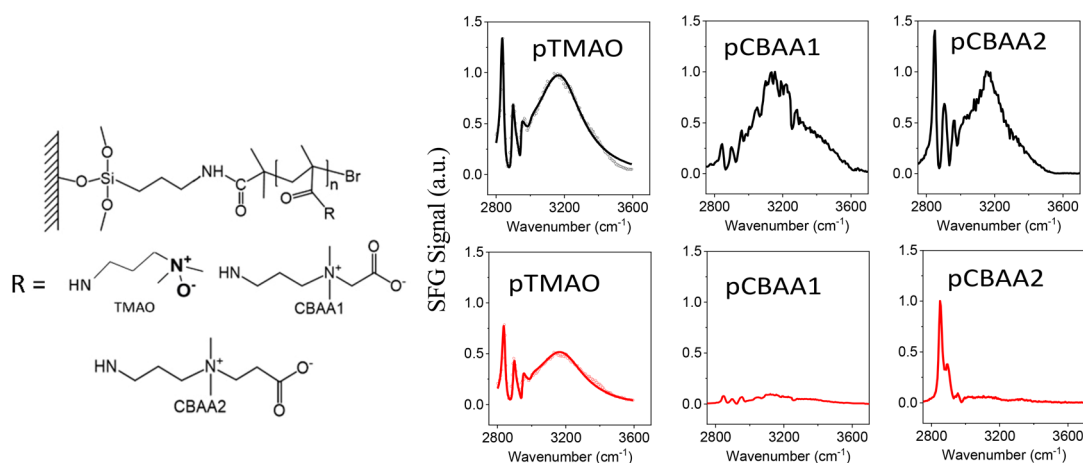 O
O
Si
O
O
NH
O
n
Br
O
R
R =
HN
N+
O-
TMAO
HN
N+
O
O-
CBAA1
HN
N+
O-
O
CBAA2
SFG Signal (a.u.)
pTMAO
1.5
1.0
0.5
0.0
2800 3200 3600
Wavenumber (cm-1)
pCBAA1
1.5
1.0
0.5
0.0
2800 3200 3600
Wavenumber (cm-1)
pCBAA2
1.5
1.0
0.5
0.0
2800 3200 3600
Wavenumber (cm-1)
pTMAO
1.5
1.0
0.5
0.0
2800 3200 3600
Wavenumber (cm-1)
pCBAA1
1.5
1.0
0.5
0.0
2800 3200 3600
Wavenumber (cm-1)
pCBAA2
1.5
1.0
0.5
0.0
2800 3200 3600
Wavenumber (cm-1)